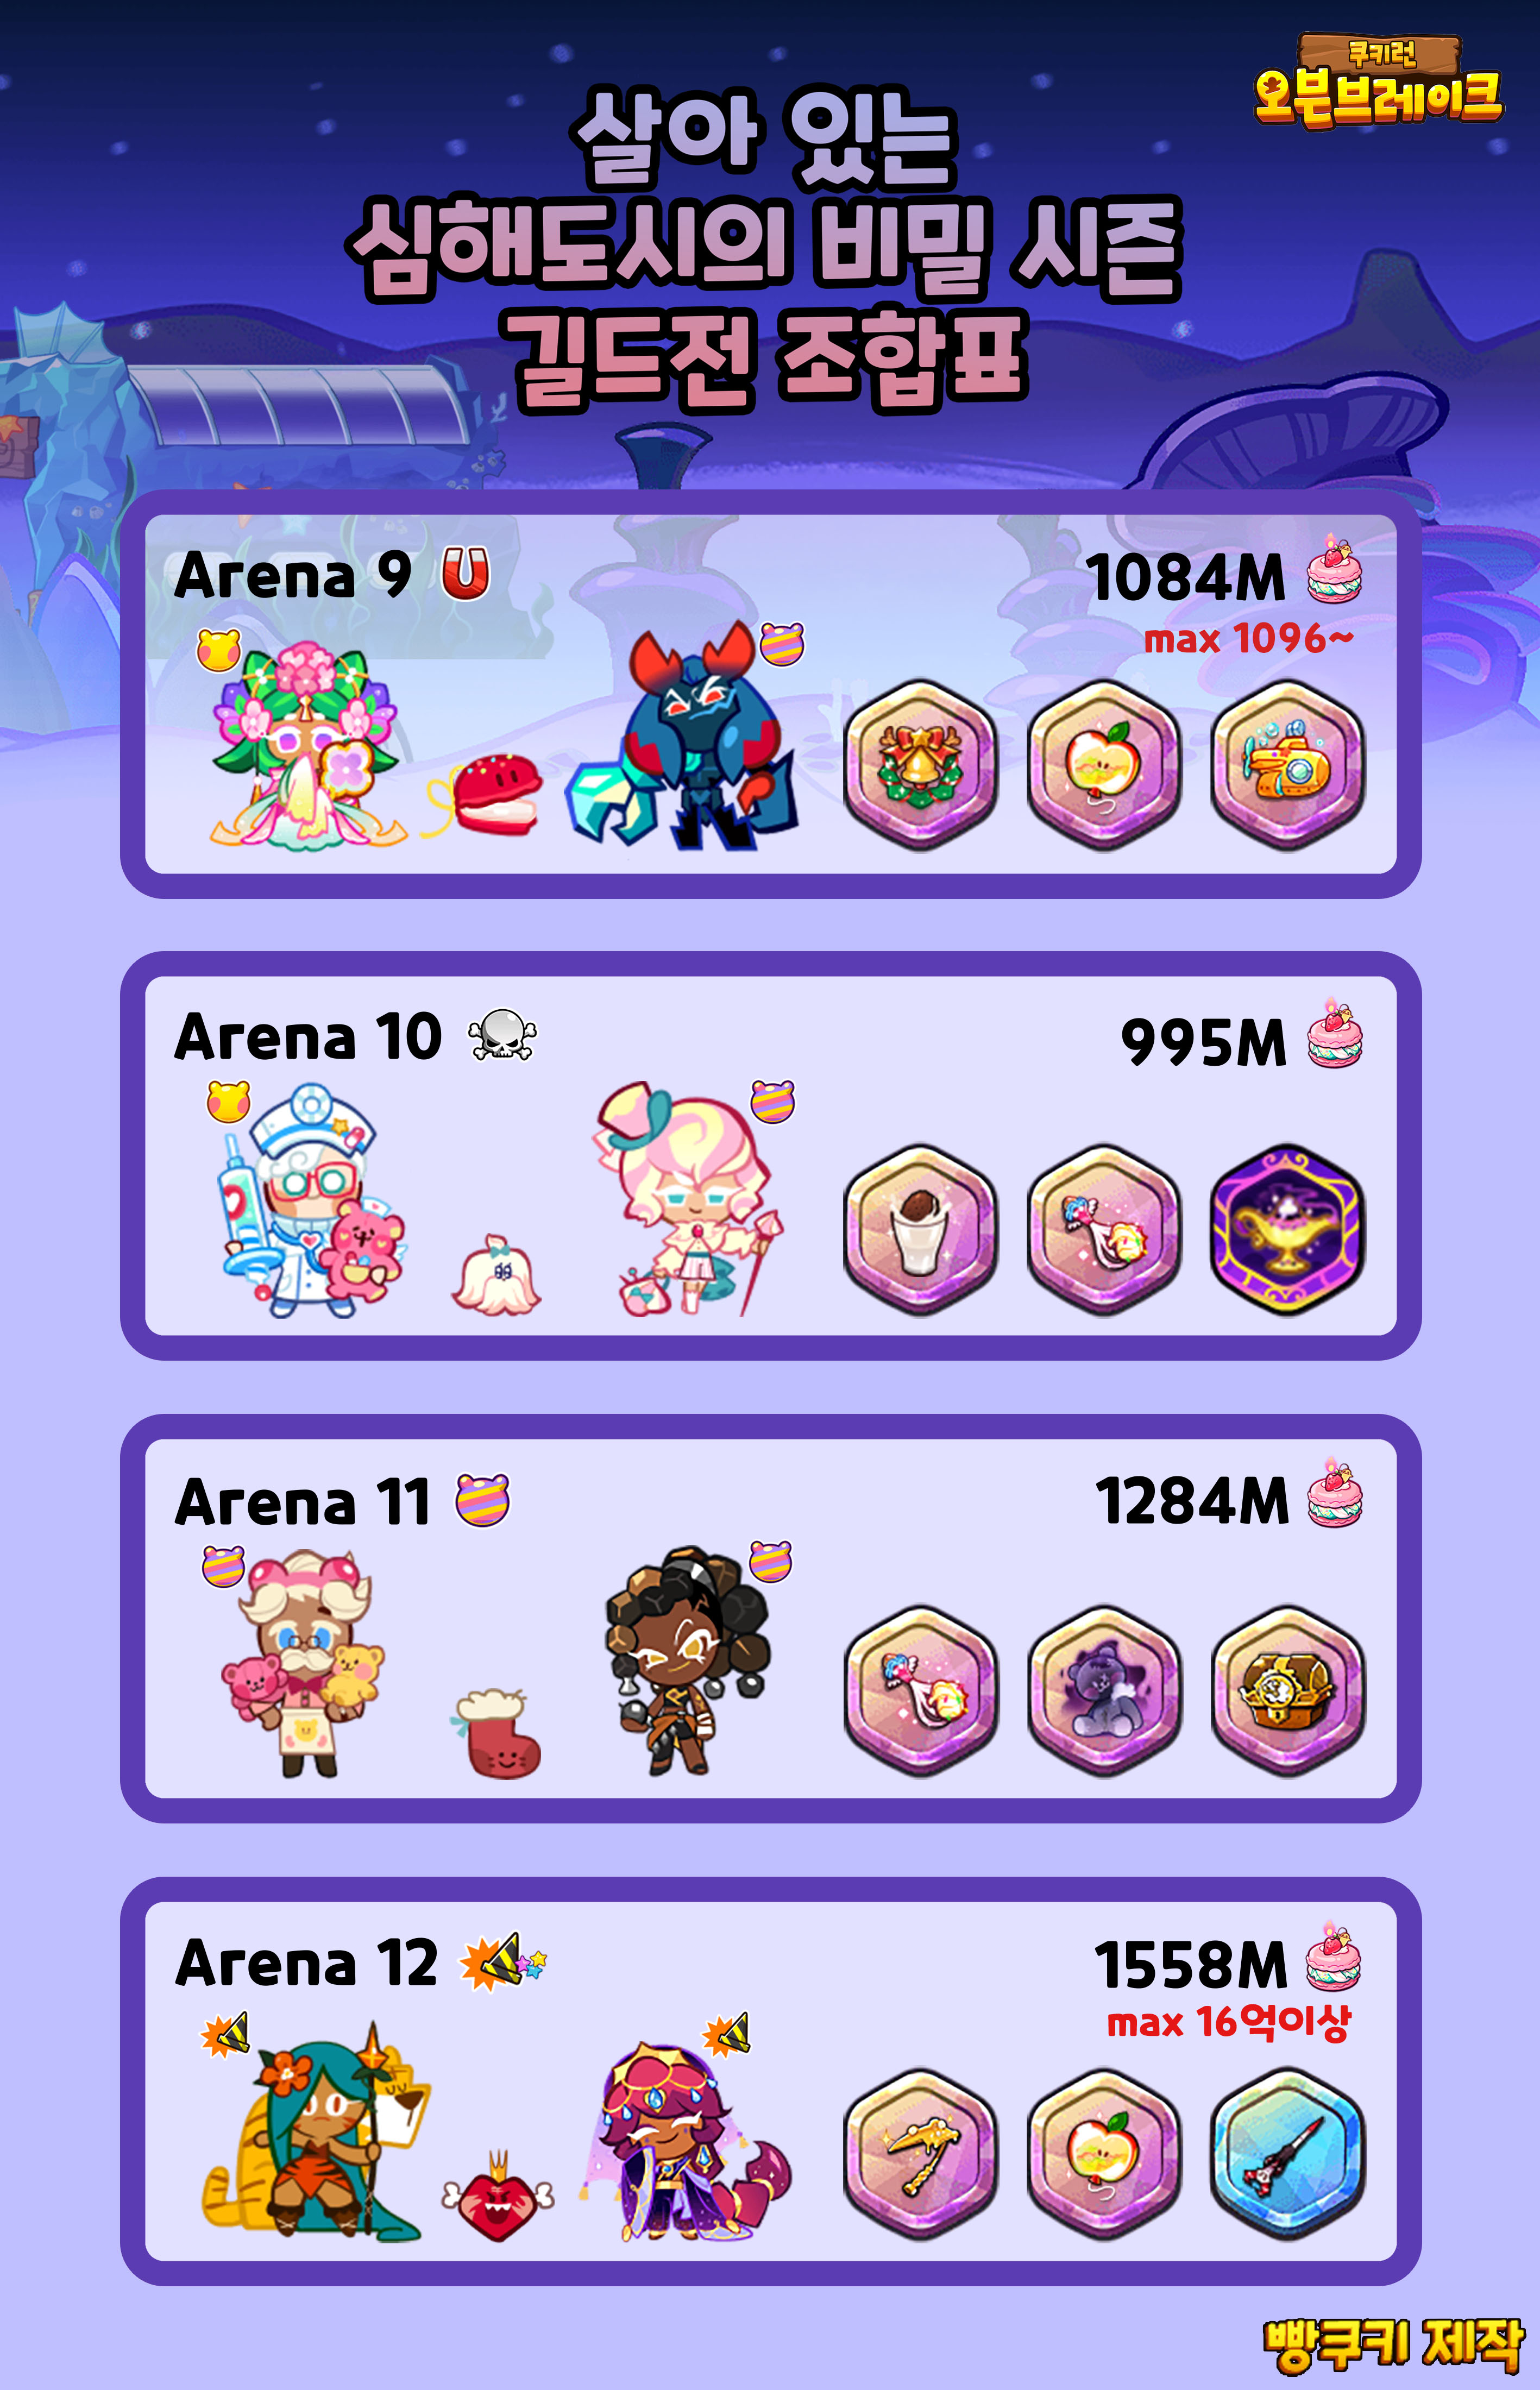 쿠키런
오븐브레이크
살아 있는
심해도시의 비밀 시즌
길드전 조합표
Arena 9
1084M
max 1096~
Arena 10
995M
Arena 11
1284M
Arena 12
1558M
max 16억이상
빵쿠키 제작